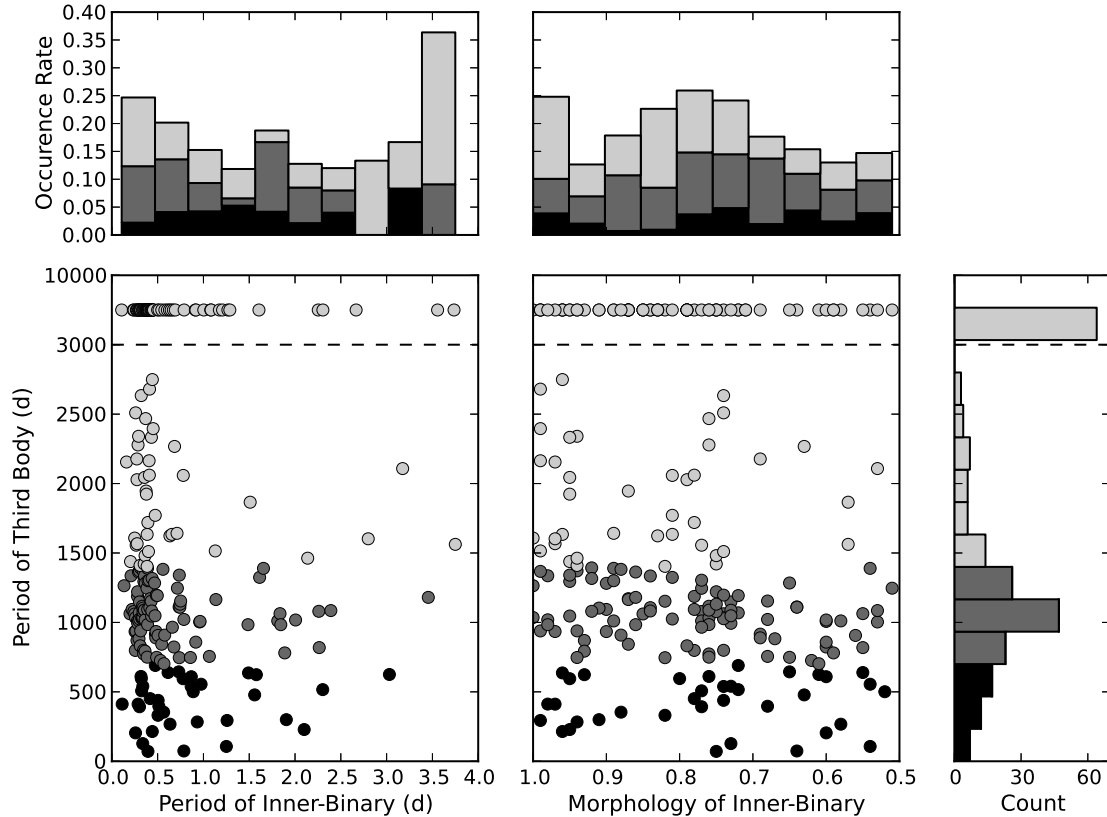 0.40
0.35
0.30
0.25
0.20
0.15
0.10
0.05
0.00
Occurence Rate
10000
3000
2500
2000
1500
1000
500
0
Period of Third Body (d)
0.0 0.5 1.0 1.5 2.0 2.5 3.0 3.5 4.0
Period of Inner-Binary (d)
1.0 0.9 0.8 0.7 0.6 0.5
Morphology of Inner-Binary
0 30 60
Count